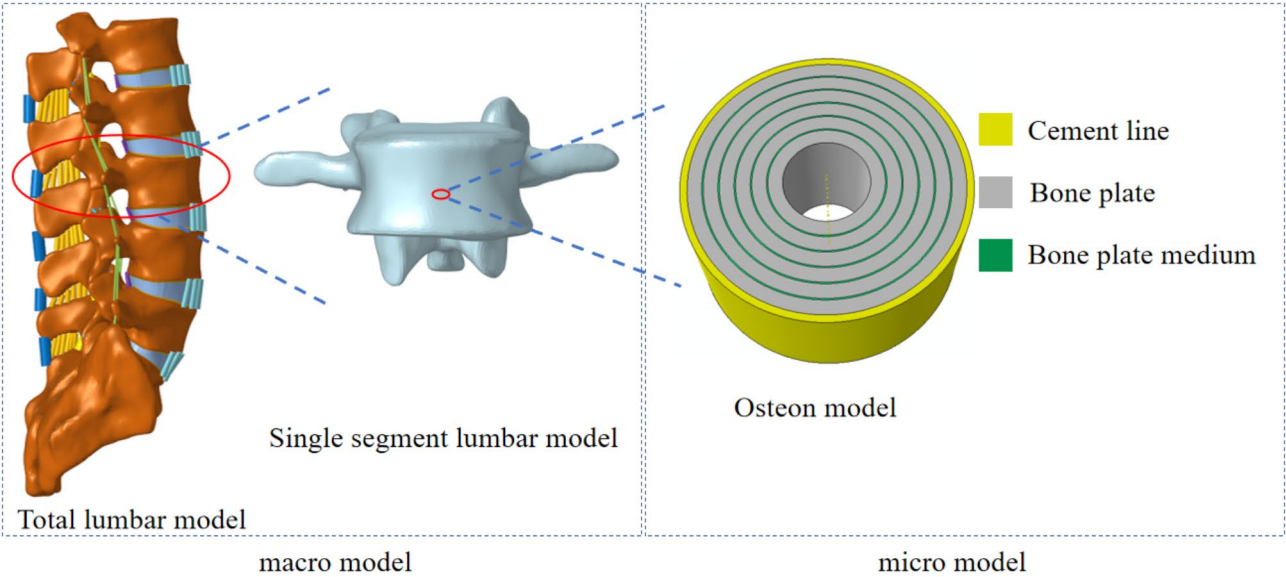 Cement line
Bone plate
Bone plate medium
Osteon model
Single segment lumbar model
Total lumbar model
macro model
micro model